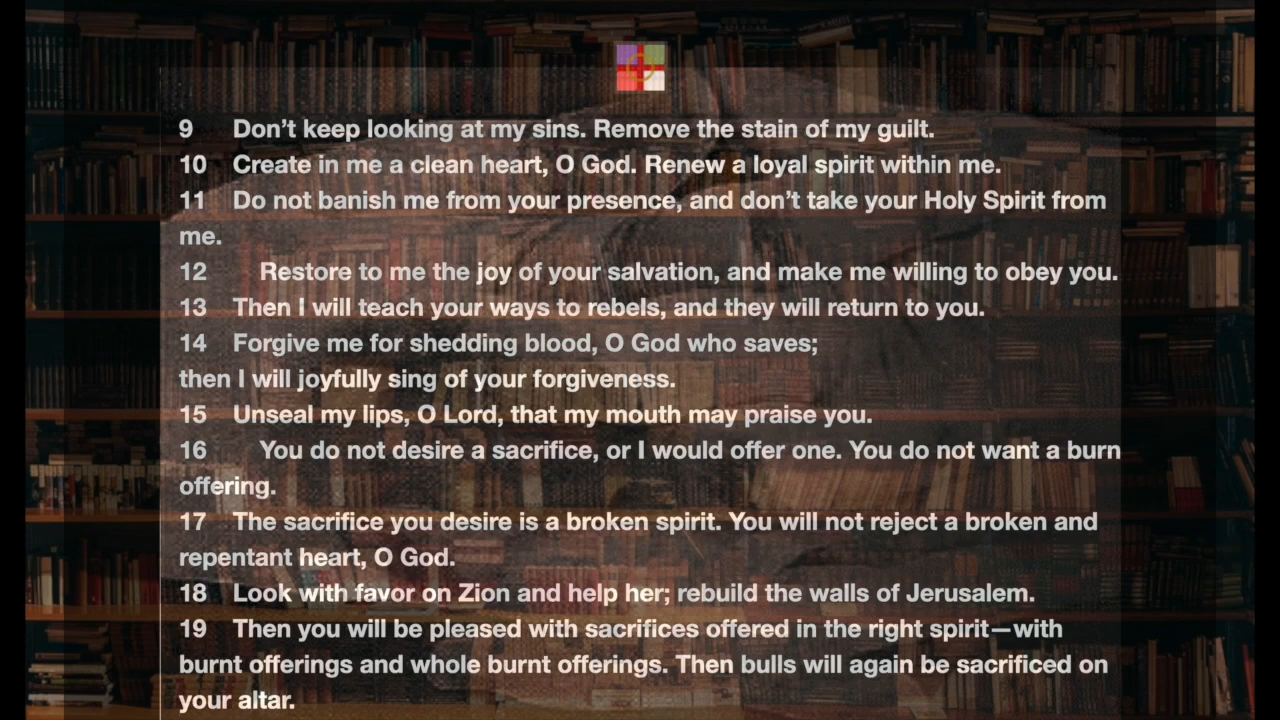 9 Don’t keep looking at my sins. Remove the stain of my guilt.
10 Create in me a clean heart, O God. Renew a loyal spirit within me.
11 Do not banish me from your presence, and don’t take your Holy Spirit from
me.
12 Restore to me the joy of your salvation, and make me willing to obey you.
13 Then I will teach your ways to rebels, and they will return to you.
14 Forgive me for shedding blood, O God who saves;
then I will joyfully sing of your forgiveness.
15 Unseal my lips, O Lord, that my mouth may praise you.
16 You do not desire a sacrifice, or I would offer one. You do not want a burn
offering.
17 The sacrifice you desire is a broken spirit. You will not reject a broken and
repentant heart, O God.
18 Look with favor on Zion and help her; rebuild the walls of Jerusalem.
19 Then you will be pleased with sacrifices offered in the right spirit—with
burnt offerings and whole burnt offerings. Then bulls will again be sacrificed on
your altar.